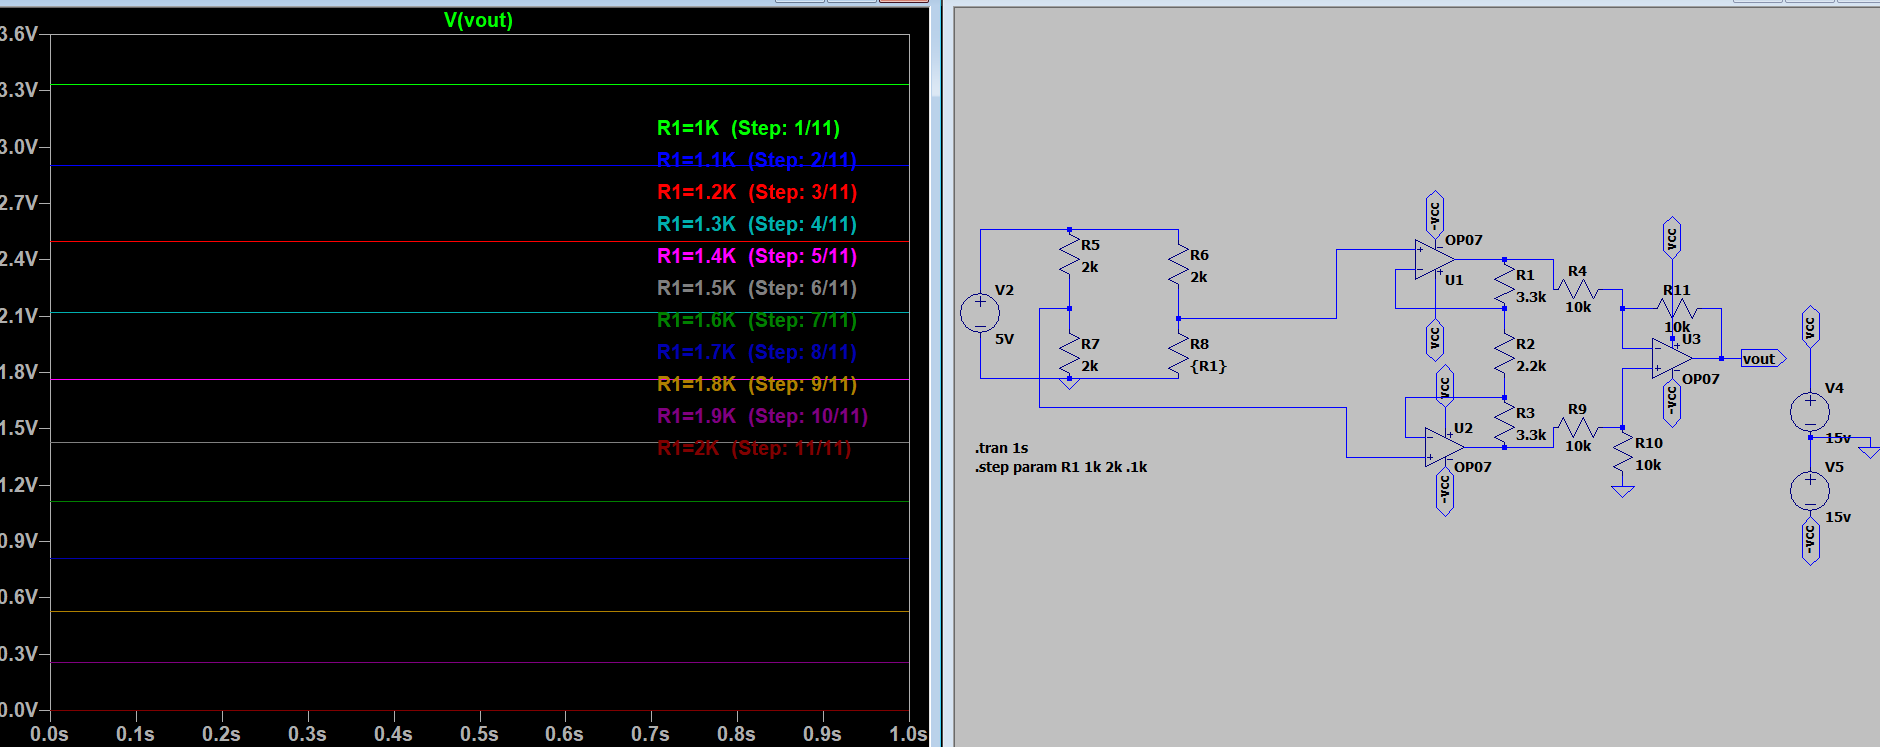 V(vout)
3.6V
3.3V
3.0V
2.7V
2.4V
2.1V
1.8V
1.5V
1.2V
0.9V
0.6V
0.3V
0.0V
0.0s 0.1s 0.2s 0.3s 0.4s 0.5s 0.6s 0.7s 0.8s 0.9s 1.0s
R1=1K (Step: 1/11)
R1=1.1K (Step: 2/11)
R1=1.2K (Step: 3/11)
R1=1.3K (Step: 4/11)
R1=1.4K (Step: 5/11)
R1=1.5K (Step: 6/11)
R1=1.6K (Step: 7/11)
R1=1.7K (Step: 8/11)
R1=1.8K (Step: 9/11)
R1=1.9K (Step: 10/11)
R1=2K (Step: 11/11)
V2
5V
R5
2k
R6
2k
R7
2k
R8
{R1}
-vcc
OP07
U1
vcc
R1
3.3k
R2
2.2k
R3
3.3k
vcc
U2
OP07
-vcc
R4
10k
R9
10k
vcc
R11
10k
U3
OP07
-vcc
R10
10k
vout
vcc
V4
15v
V5
15v
-vcc
.tran 1s
.step param R1 1k 2k .1k